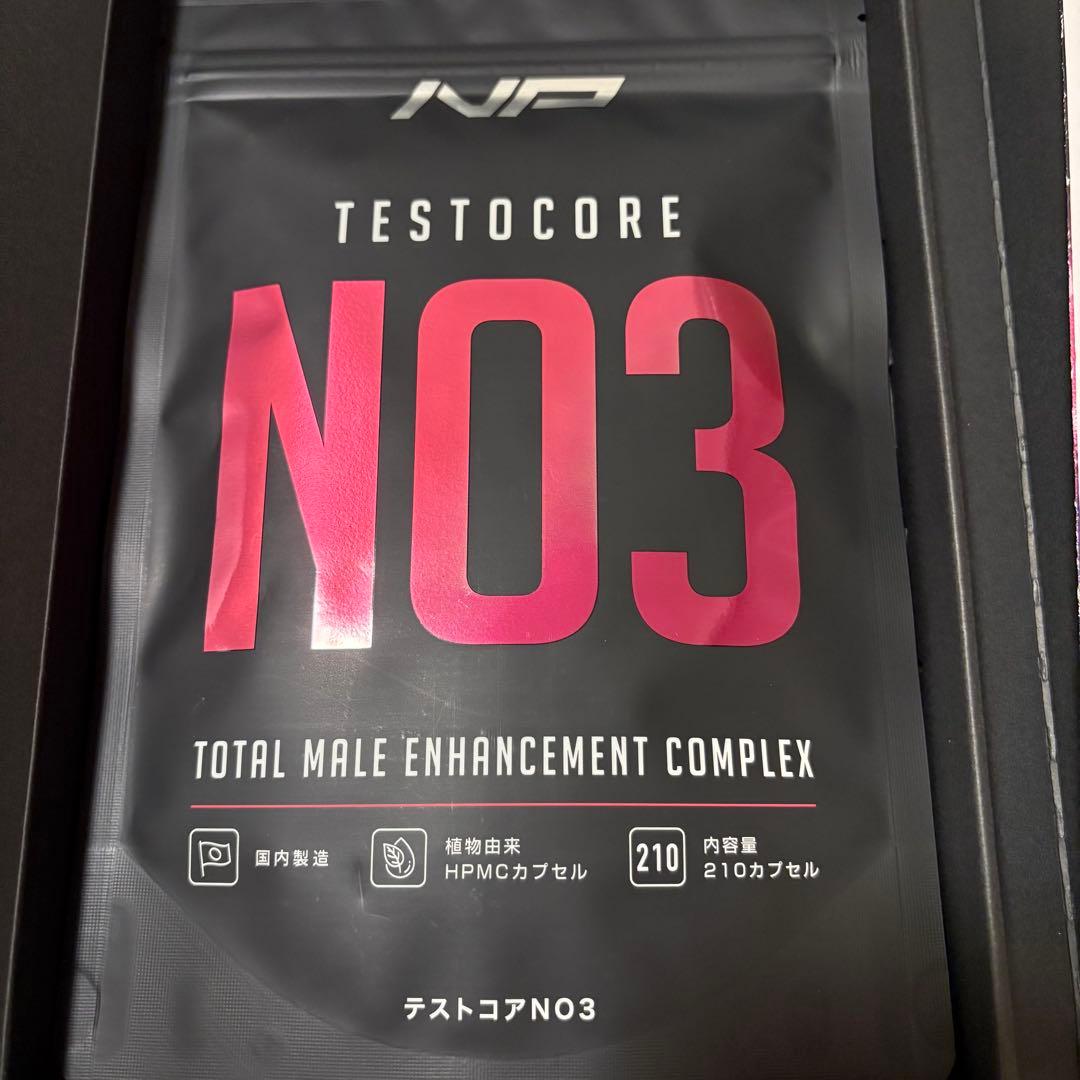 NP
TESTOCORE
NO3
TOTAL MALE ENHANCEMENT COMPLEX
国内製造
植物由来
HPMCカプセル
210
内容量
210カプセル
テストコアNO3